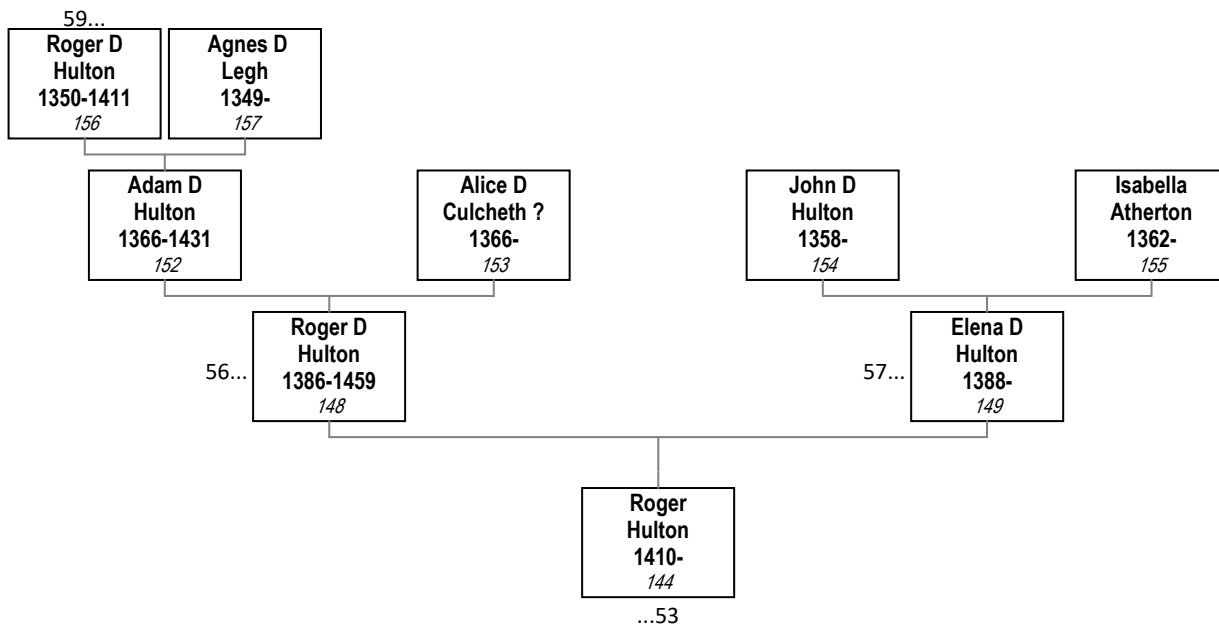 59...
Roger D
Hulton
1350-1411
156
Agnes D
Legh
1349-
157
Adam D
Hulton
1366-1431
152
Alice D
Culcheth ?
1366-
153
John D
Hulton
1358-
154
Isabella
Atherton
1362-
155
56...
Roger D
Hulton
1386-1459
148
57...
Elena D
Hulton
1388-
149
Roger
Hulton
1410-
144
...53